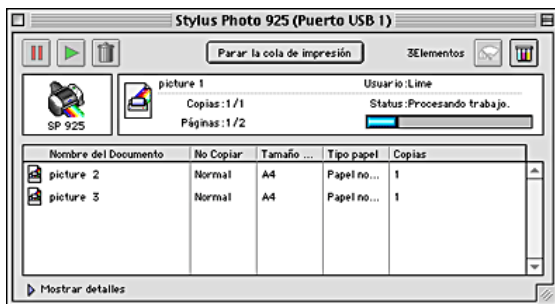 Stylus Photo 925 (Puerto USB 1)
Parar la cola de impresión
3Elementos
SP 925
picture 1
Usuario:Lime
Copias:1/1
Status:Procesando trabajo.
Páginas:1/2
Nombre del Documento No Copiar Tamaño ... Tipo papel Copias
picture 2 Normal A4 Papel no... 1
picture 3 Normal A4 Papel no... 1
Mostrar detalles